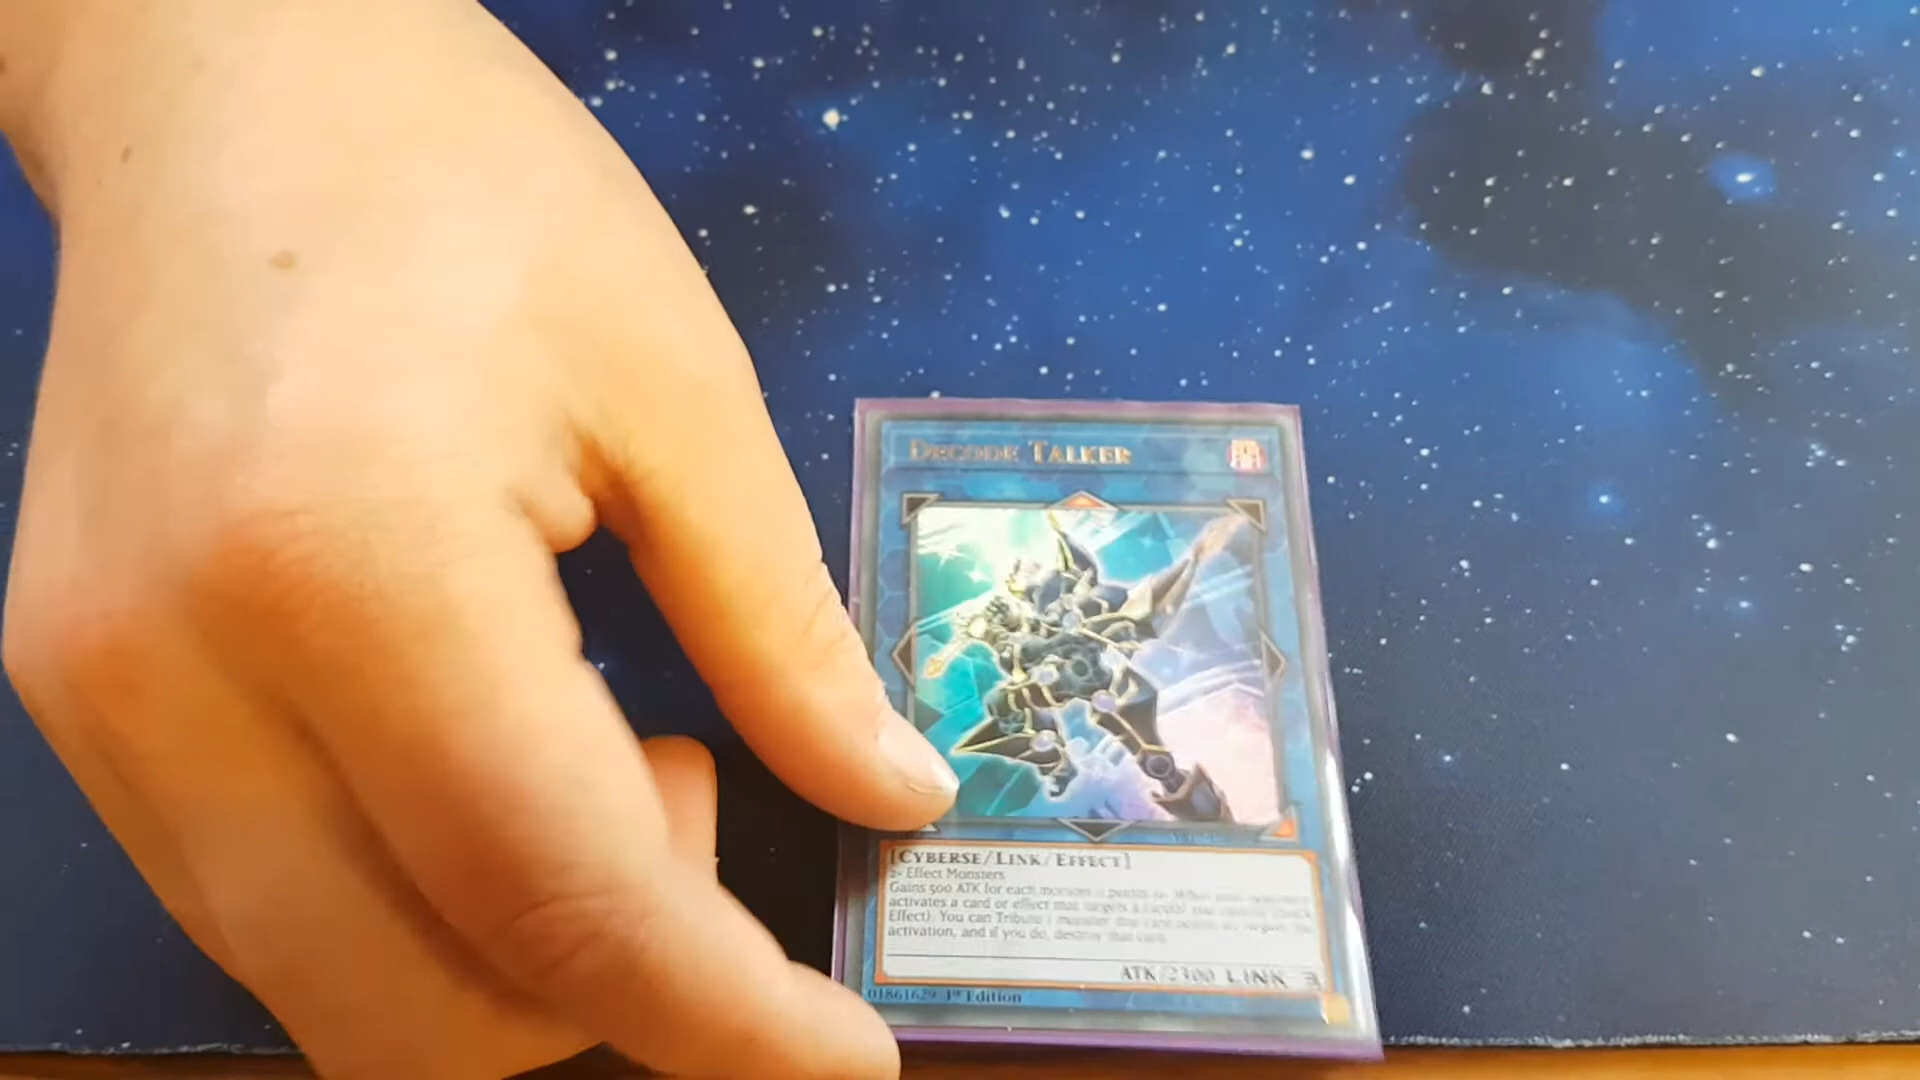 Decode Talker
[Cyberse/Link/Effect]
2+ Effect Monsters
Gains 500 ATK for each monster it points to. When your opponent
activates a card or effect that targets a card(s) you control (Quick
Effect): You can Tribute 1 monster this card points to; negate the
activation, and if you do, destroy that card.
ATK/2300 LINK-3
01861629 1st Edition